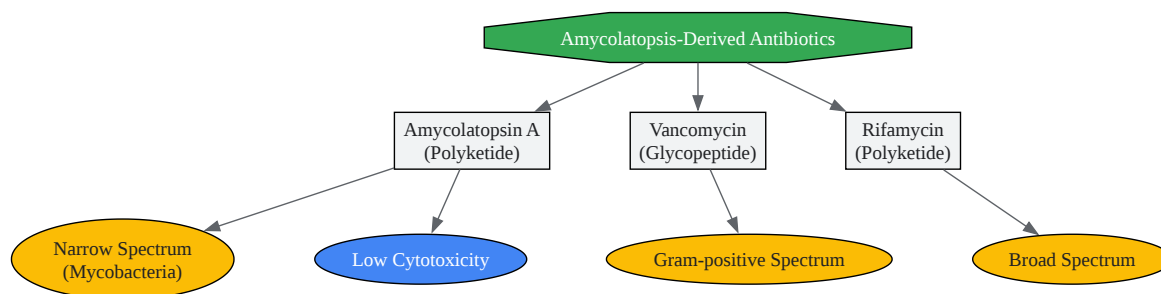 Amycolatopsis-Derived Antibiotics
Amycolatopsin A
(Polyketide)
Vancomycin
(Glycopeptide)
Rifamycin
(Polyketide)
Narrow Spectrum
(Mycobacteria)
Low Cytotoxicity
Gram-positive Spectrum
Broad Spectrum